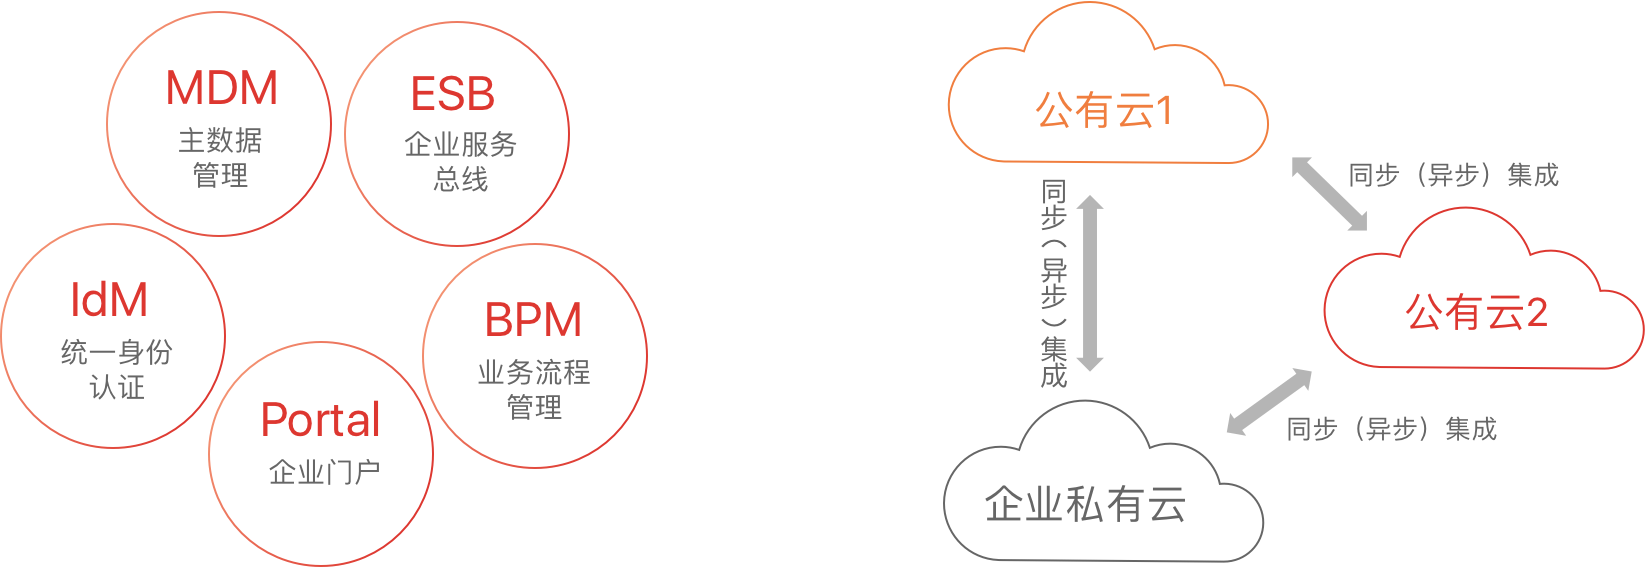 MDM
主数据
管理
ESB
企业服务
总线
IdM
统一身份
认证
Portal
企业门户
BPM
业务流程
管理
公有云1
同步（异步）集成
同步（异步）集成
公有云2
同步（异步）集成
企业私有云